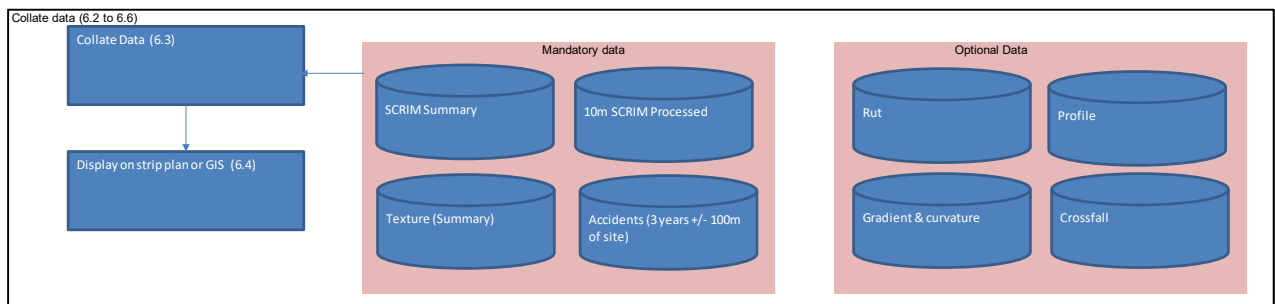 Collate data (6.2 to 6.6)
Collate Data (6.3)
Display on strip plan or GIS (6.4)
Mandatory data
SCRIM Summary
10m SCRIM Processed
Texture (Summary)
Accidents (3 years +/- 100m
of site)
Optional Data
Rut
Profile
Gradient & curvature
Crossfall